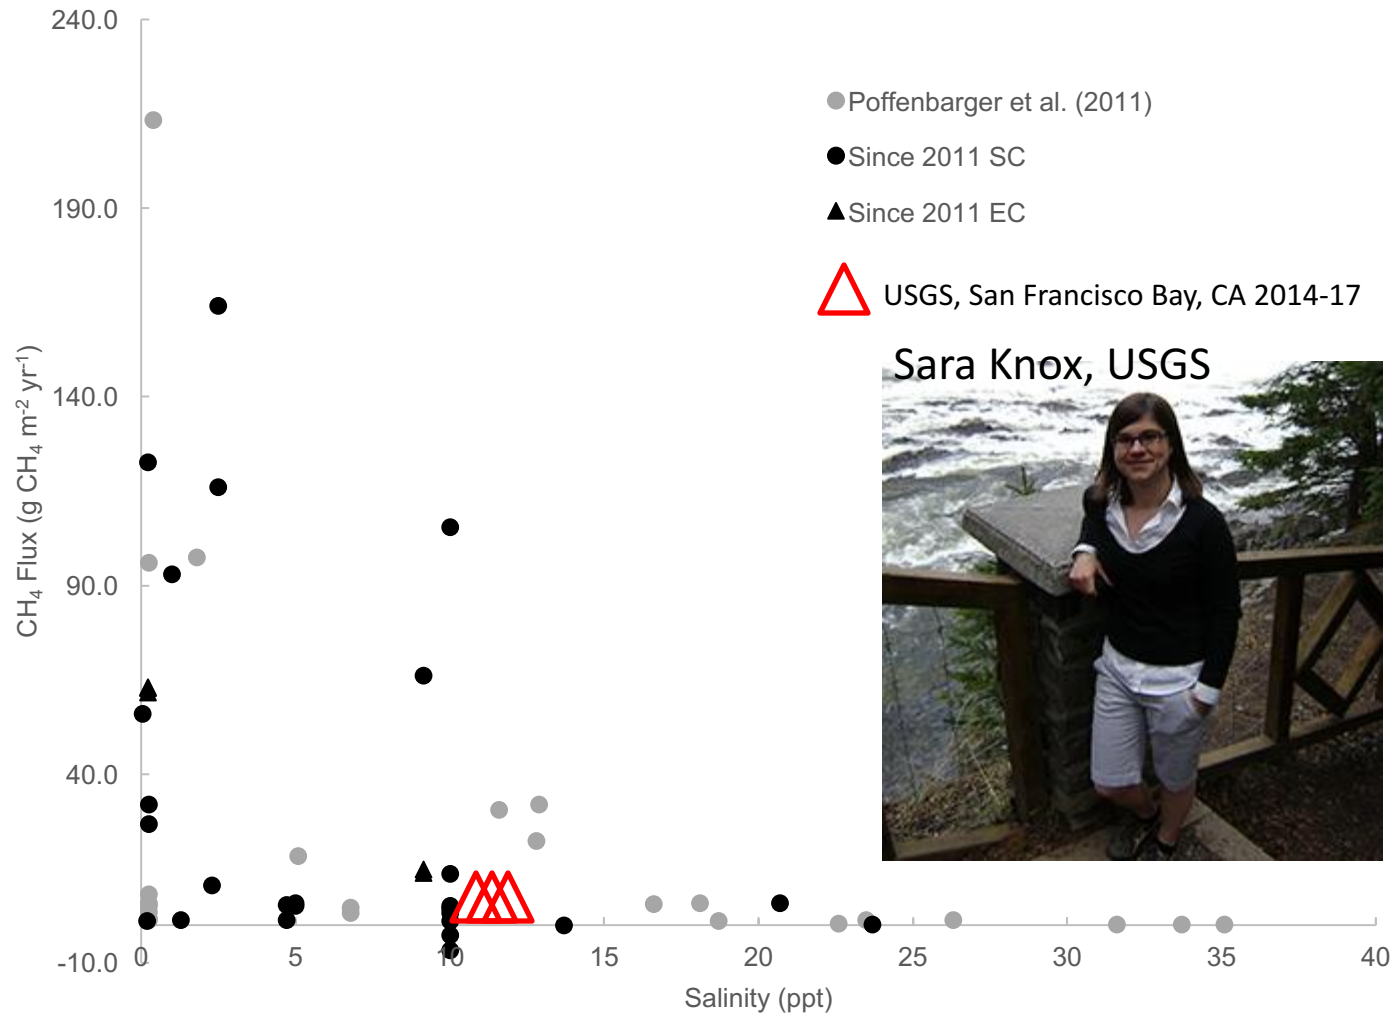 240.0
190.0
140.0
90.0
40.0
-10.0
CH₄ Flux (g CH₄ m⁻² yr⁻¹)
Poffenbarger et al. (2011)
Since 2011 SC
Since 2011 EC
USGS, San Francisco Bay, CA 2014-17
Sara Knox, USGS
0 5 10 15 20 25 30 35 40
Salinity (ppt)